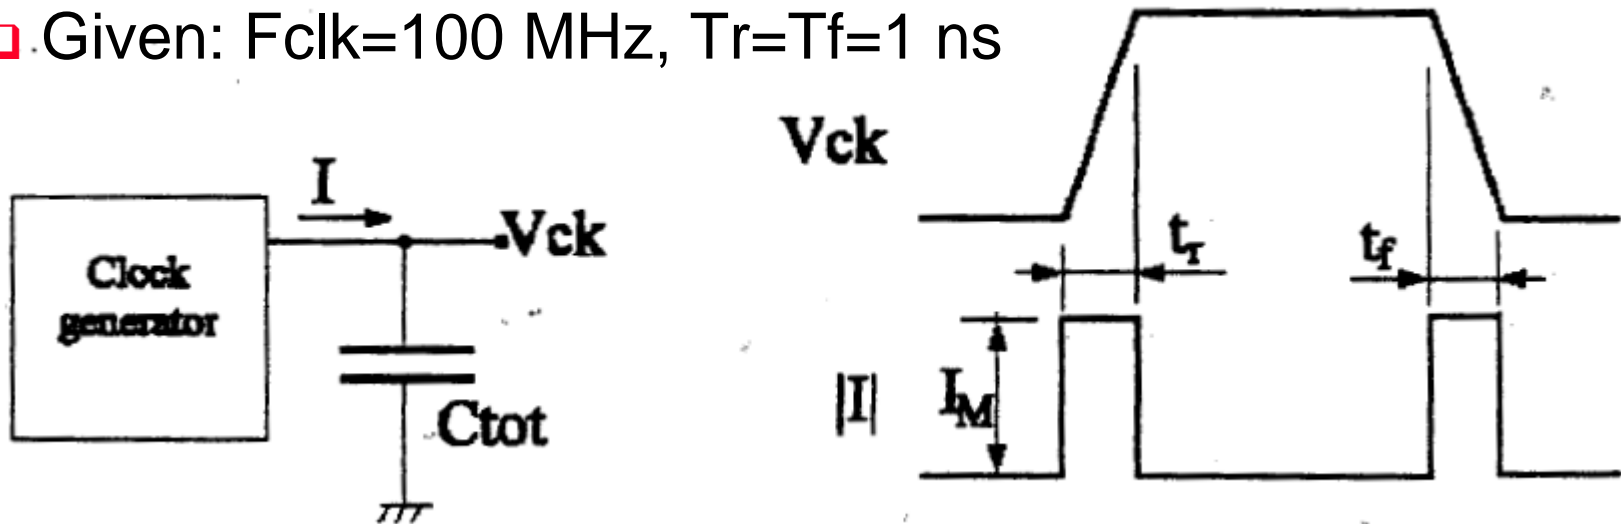 Given: Fclk=100 MHz, Tr=Tf=1 ns
Vck
I
Vck
Clock
generator
Ctot
tr
tf
|I|
IM